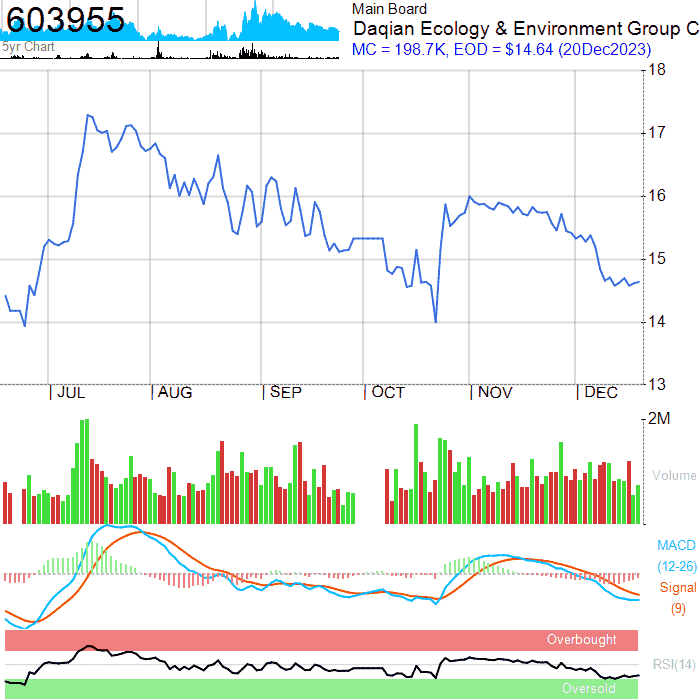 603955
5yr Chart
Main Board
Daqian Ecology & Environment Group C
MC = 198.7K, EOD = $14.64 (20Dec2023)
18
17
16
15
14
13
JUL AUG SEP OCT NOV DEC
2M
Volume
MACD
(12-26)
Signal
(9)
Overbought
RSI(14)
Oversold